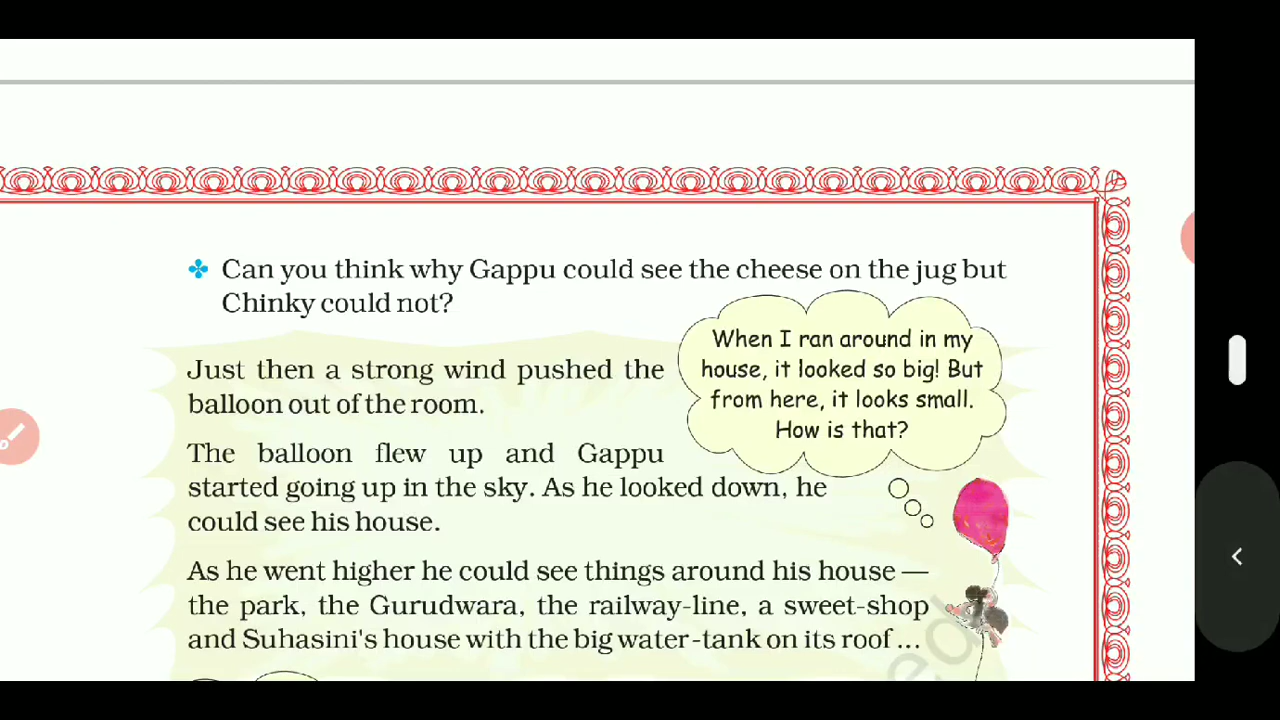 Can you think why Gappu could see the cheese on the jug but
Chinky could not?
When I ran around in my
house, it looked so big! But
from here, it looks small.
How is that?
Just then a strong wind pushed the
balloon out of the room.
The balloon flew up and Gappu
started going up in the sky. As he looked down, he
could see his house.
As he went higher he could see things around his house —
the park, the Gurudwara, the railway-line, a sweet-shop
and Suhasini's house with the big water-tank on its roof ...